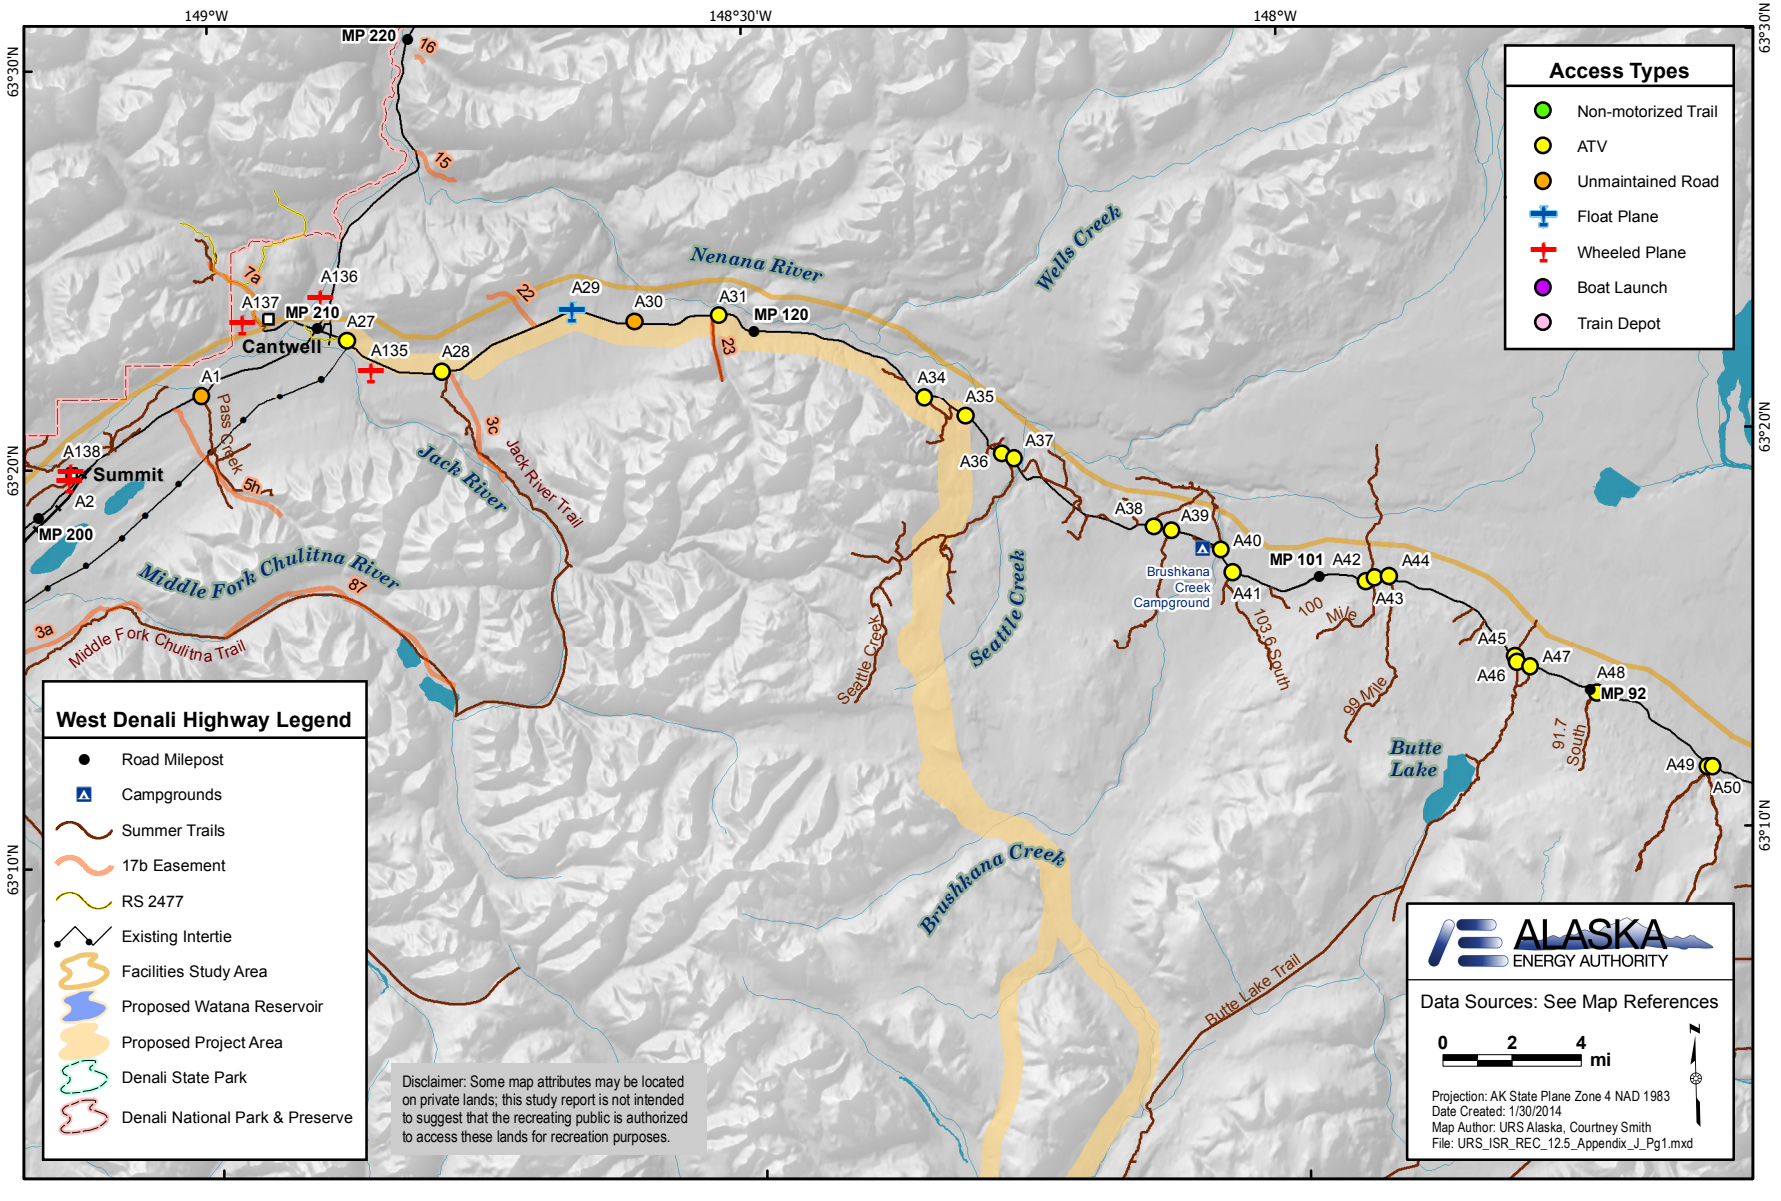 149°W
148°30'W
148°W
63°30'N
63°30'N
63°20'N
63°20'N
63°10'N
63°10'N
MP 220
16
15
Access Types
Non-motorized Trail
ATV
Unmaintained Road
Float Plane
Wheeled Plane
Boat Launch
Train Depot
Wells Creek
Nenana River
7a
A136
A137
MP 210
A27
Cantwell
A135
A28
22
A29
A30
A31
MP 120
23
A1
Pass Creek
A138
Summit
A2
MP 200
5h
3c
Jack River Trail
Jack River
A34
A35
A36
A37
A38
A39
A40
Brushkana
Creek
Campground
A41
MP 101
A42
A44
A43
100
Mile
103.6 South
99 Mile
A45
A46
A47
A48
MP 92
91.7
South
A49
A50
Butte
Lake
Seattle Creek
Seattle Creek
Middle Fork Chulitna River
87
3a
Middle Fork Chulitna Trail
Brushkana Creek
Butte Lake Trail
West Denali Highway Legend
Road Milepost
Campgrounds
Summer Trails
17b Easement
RS 2477
Existing Intertie
Facilities Study Area
Proposed Watana Reservoir
Proposed Project Area
Denali State Park
Denali National Park & Preserve
Disclaimer: Some map attributes may be located
on private lands; this study report is not intended
to suggest that the recreating public is authorized
to access these lands for recreation purposes.
ALASKA
ENERGY AUTHORITY
Data Sources: See Map References
0 2 4
mi
N
Projection: AK State Plane Zone 4 NAD 1983
Date Created: 1/30/2014
Map Author: URS Alaska, Courtney Smith
File: URS_ISR_REC_12.5_Appendix_J_Pg1.mxd